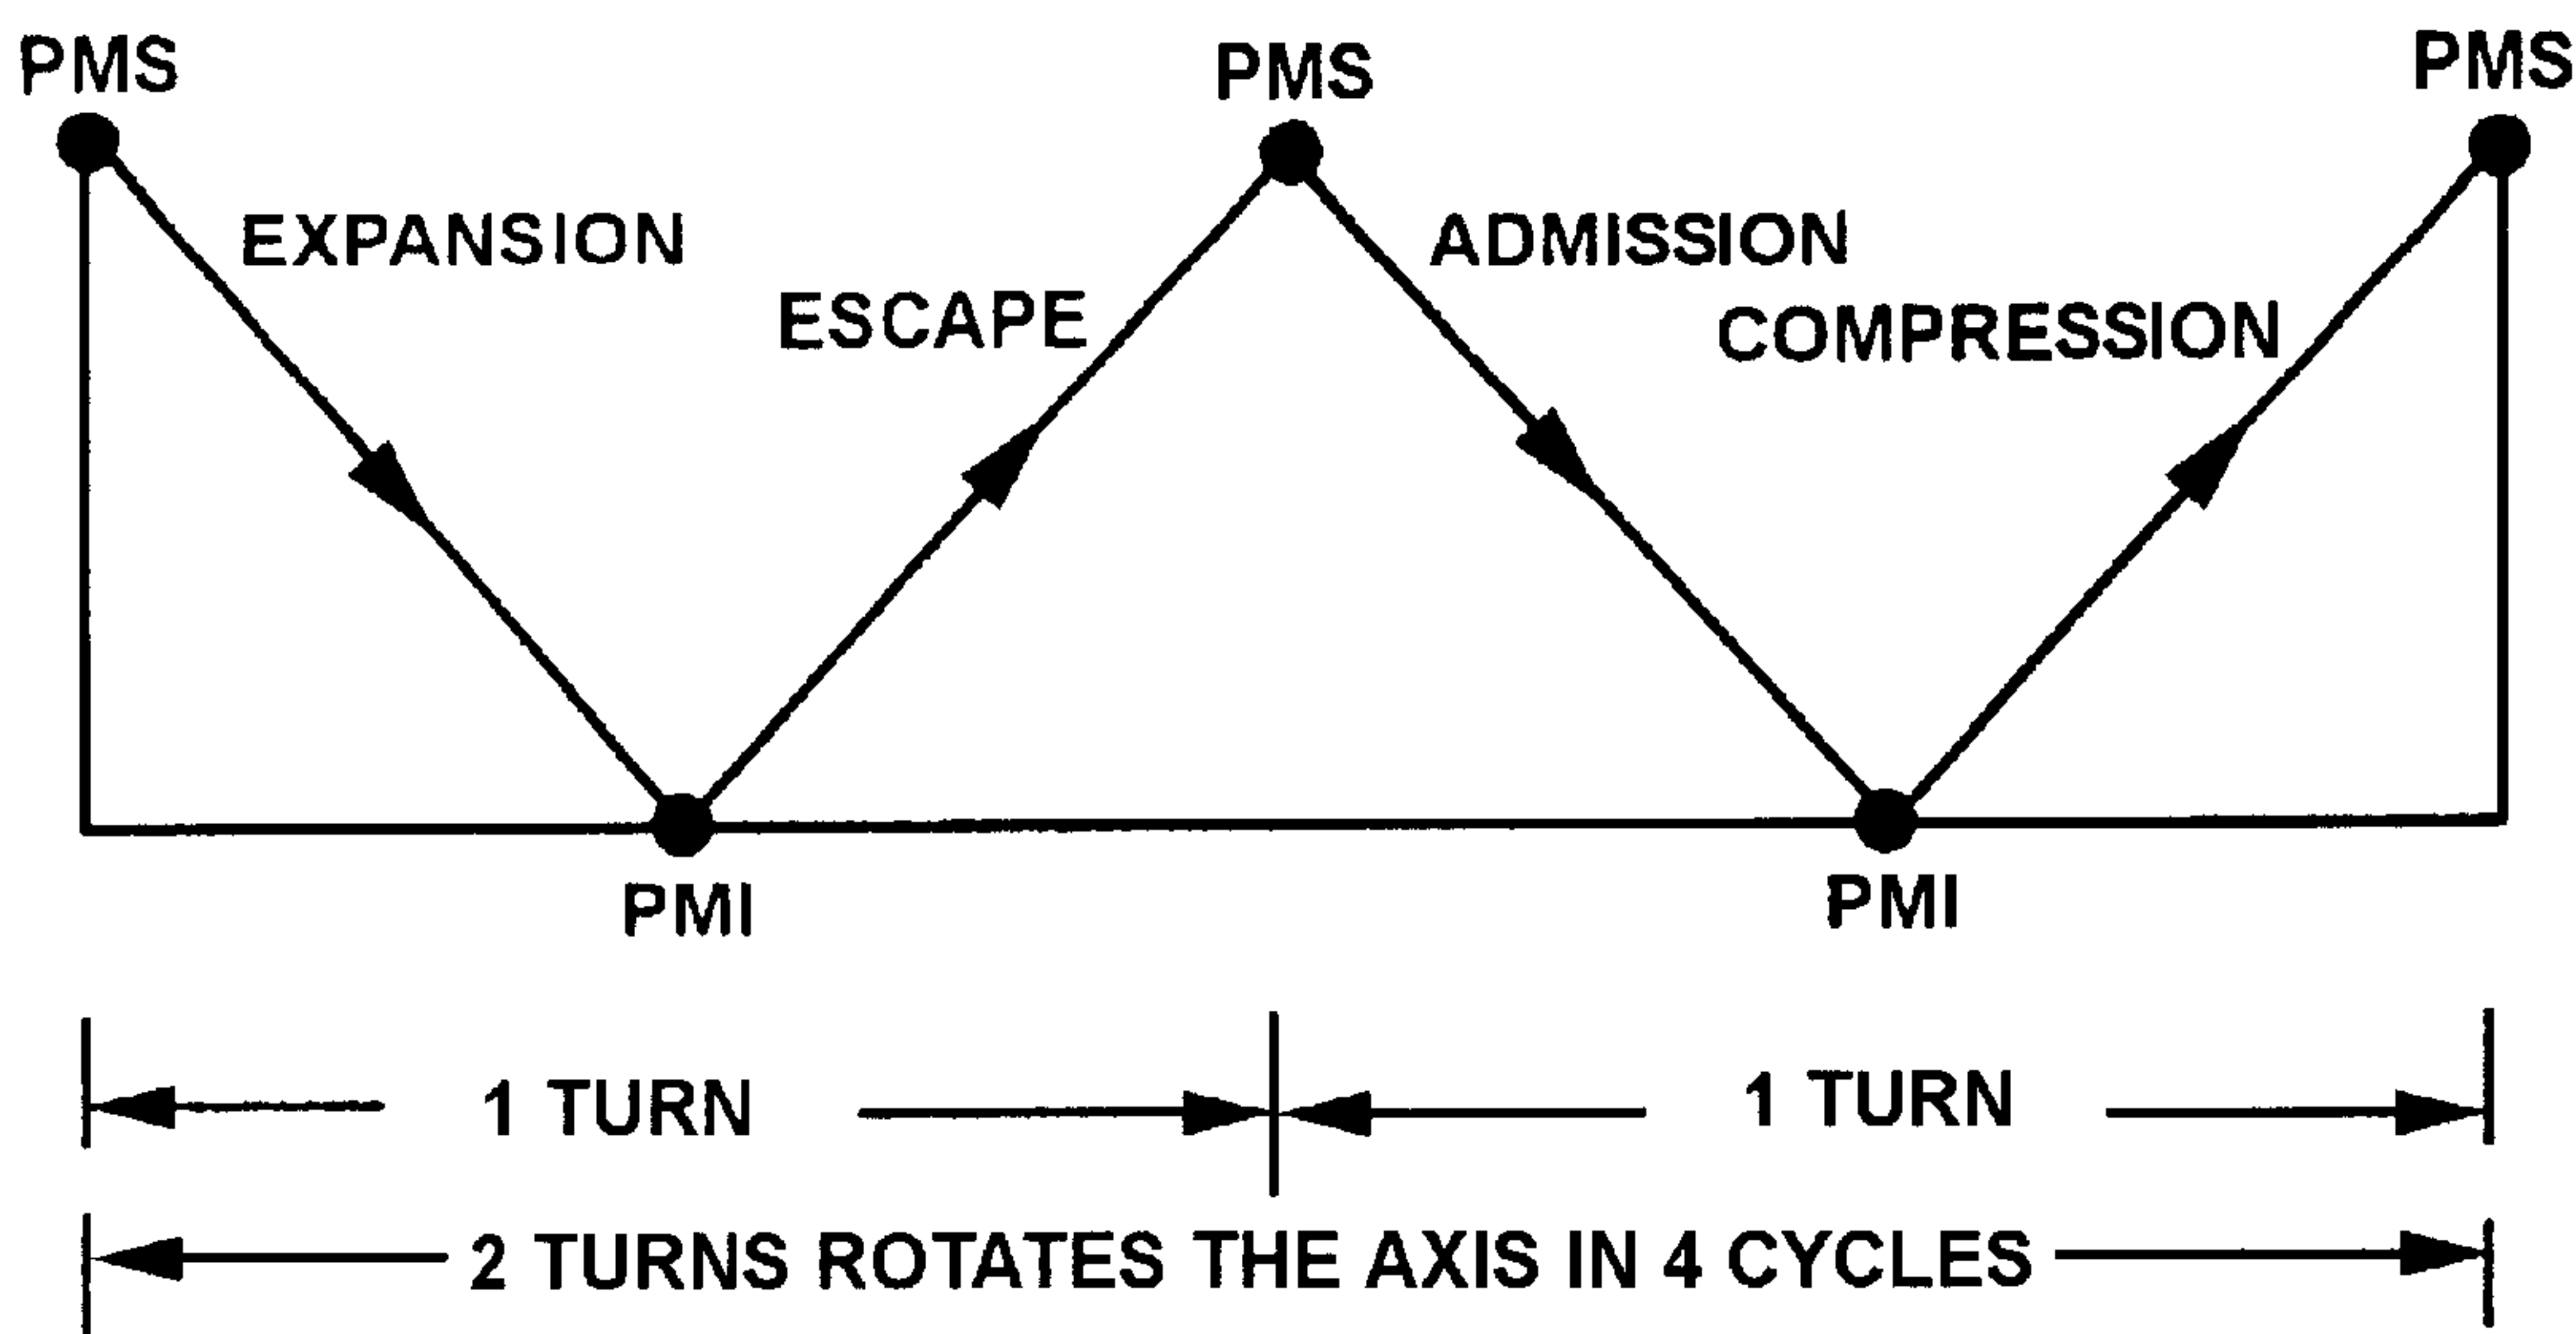 PMS
PMS
PMS
EXPANSION
ADMISSION
ESCAPE
COMPRESSION
PMI
PMI
1 TURN
1 TURN
2 TURNS ROTATES THE AXIS IN 4 CYCLES